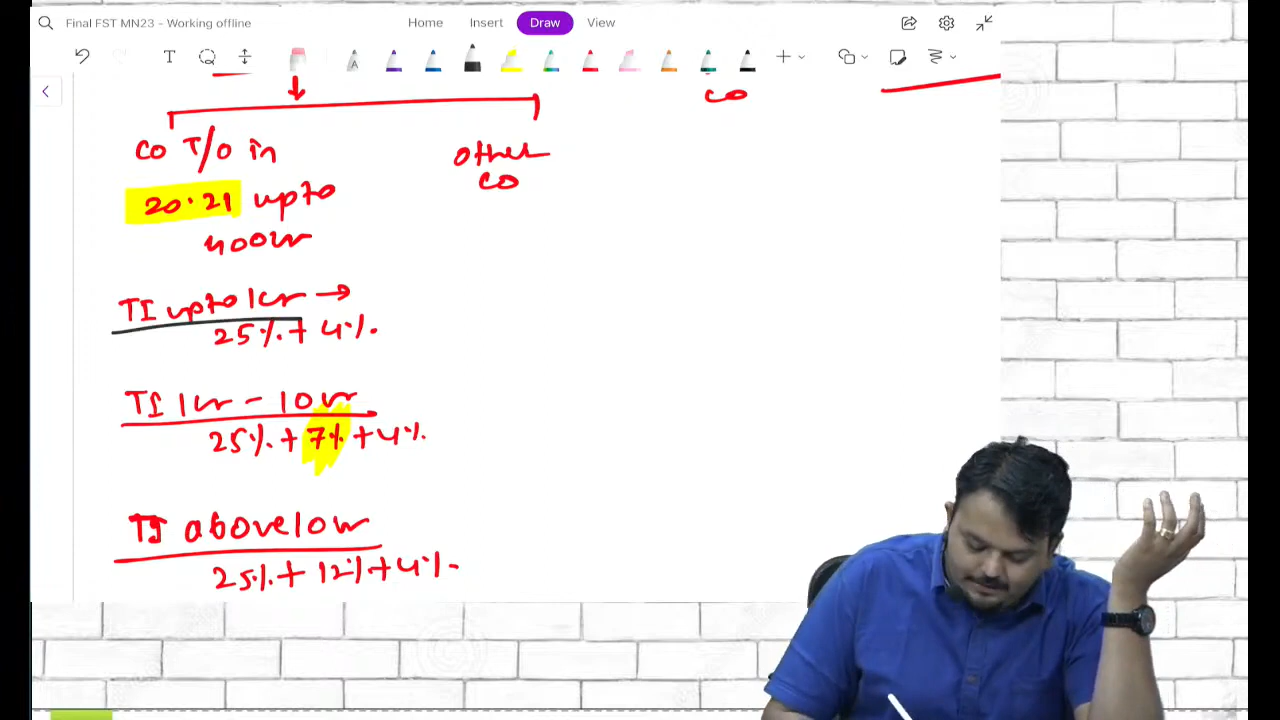 Final FST MN23 - Working offline
Home Insert Draw View
T
A
CO
CO T/O in
20.21 upto
400cr
Other
CO
TI upto 1cr →
25% + 4%.
TI 1cr - 10cr
25% + 7% + 4%
TI above 10cr
25% + 12% + 4%.